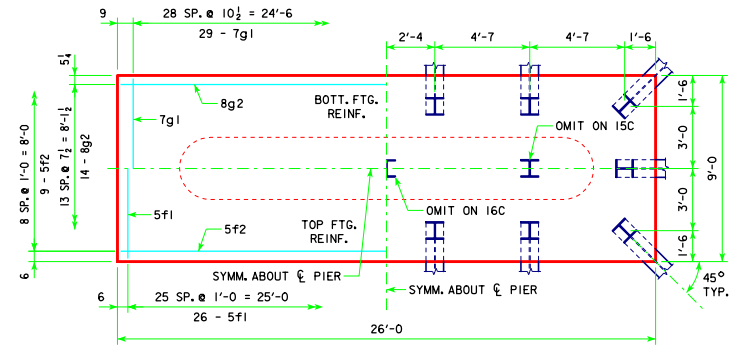 9
28 SP. @ 10½ = 24'-6
29 - 7g1
2'-4
4'-7
4'-7
1'-6
5¼
8g2
BOTT. FTG.
REINF.
7g1
OMIT ON 15C
1'-6
3'-0
9'-0
3'-0
1'-6
8 SP. @ 1'-0 = 8'-0
9 - 5f2
13 SP. @ 7½ = 8'-1½
14 - 8g2
5f1
5f2
TOP FTG.
REINF.
OMIT ON 16C
6
SYMM. ABOUT ℄ PIER
SYMM. ABOUT ℄ PIER
45°
TYP.
6
25 SP. @ 1'-0 = 25'-0
26 - 5f1
26'-0